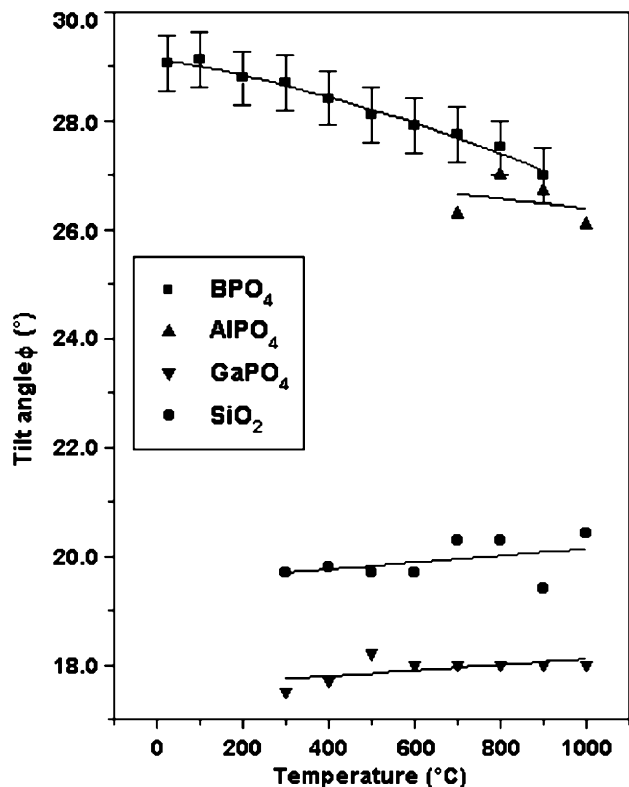 30.0
28.0
26.0
24.0
22.0
20.0
18.0
Tilt angleϕ (°)
BPO₄
AlPO₄
GaPO₄
SiO₂
0 200 400 600 800 1000
Temperature (°C)